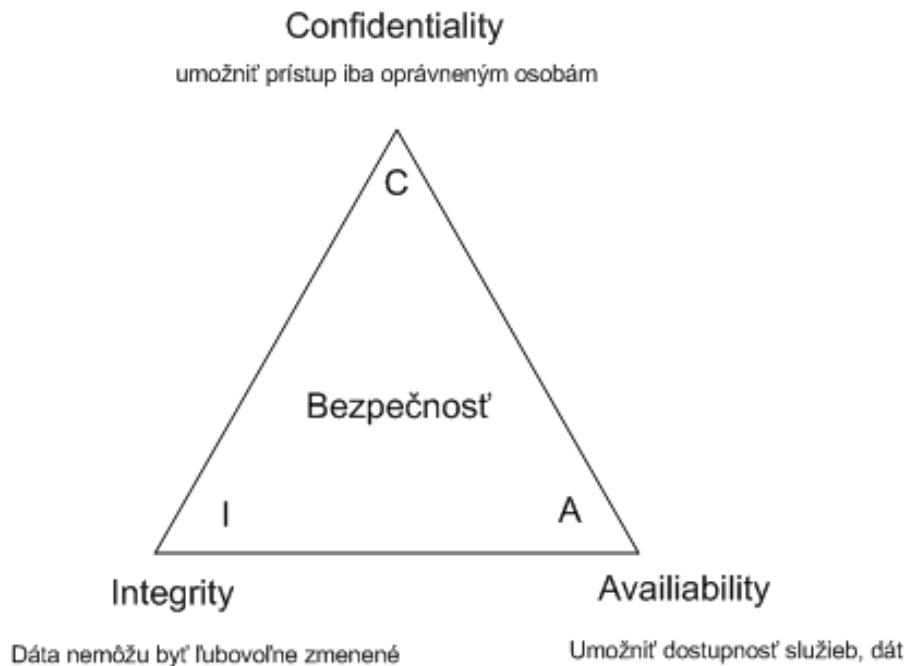 Confidentiality
umožniť prístup iba oprávneným osobám
C
Bezpečnosť
I
A
Integrity
Availiability
Dáta nemôžu byť ľubovoľne zmenené
Umožniť dostupnosť služieb, dát